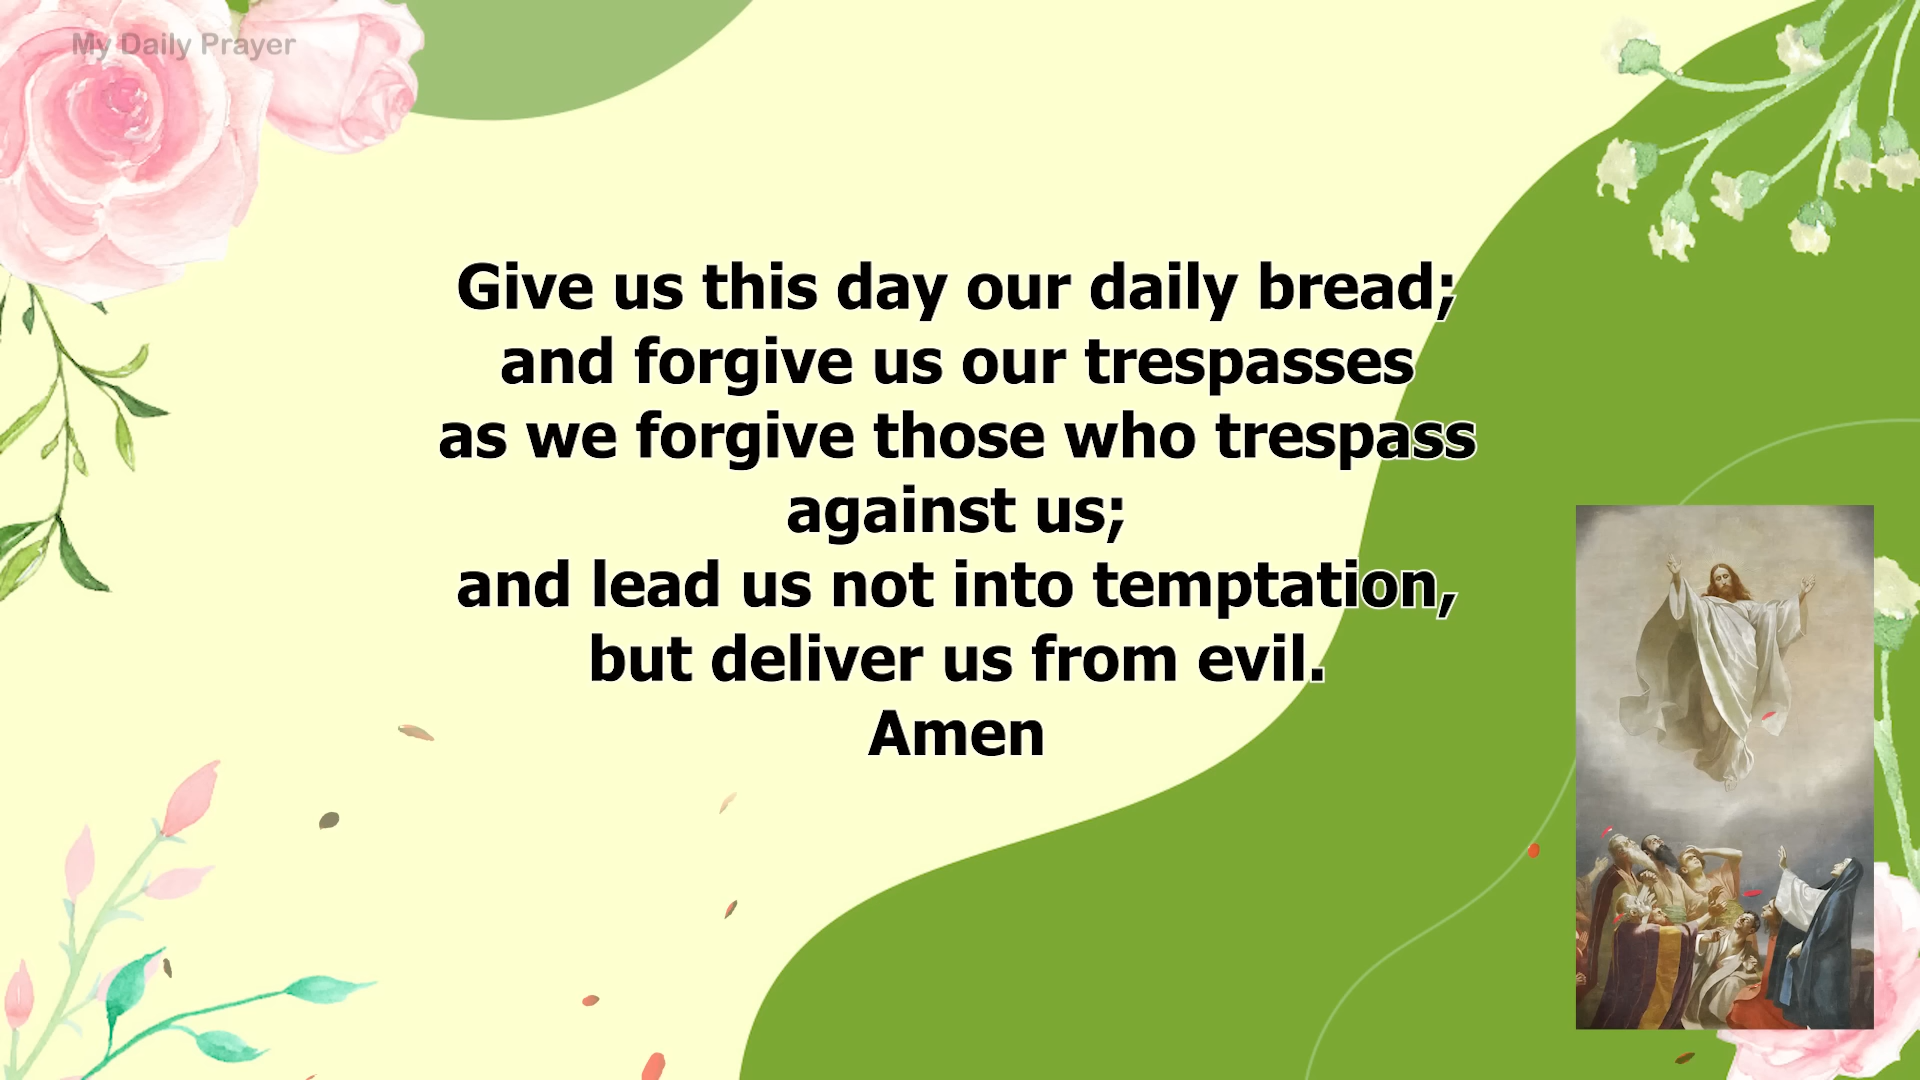 My Daily Prayer
Give us this day our daily bread;
and forgive us our trespasses
as we forgive those who trespass
against us;
and lead us not into temptation,
but deliver us from evil.
Amen